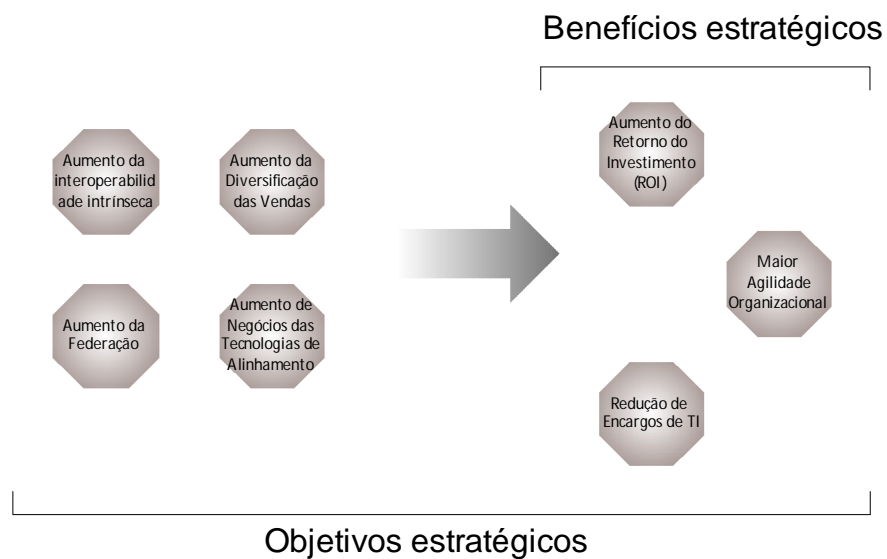 Benefícios estratégicos
Aumento da
interoperabilid
ade intrínseca
Aumento da
Diversificação
das Vendas
Aumento da
Federação
Aumento de
Negócios das
Tecnologias de
Alinhamento
Aumento do
Retorno do
Investimento
(ROI)
Maior
Agilidade
Organizacional
Redução de
Encargos de TI
Objetivos estratégicos